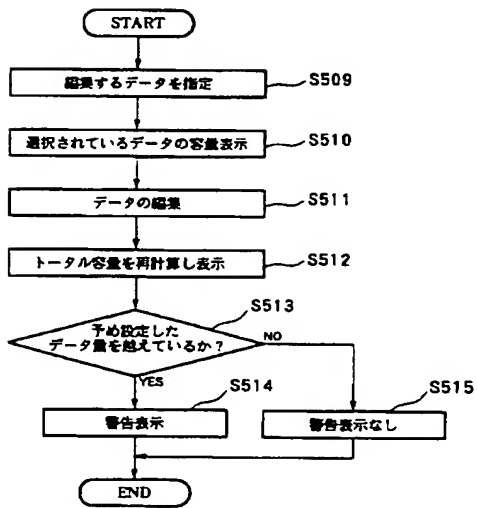 START
編集するデータを指定
S509
選択されているデータの容量表示
S510
データの編集
S511
トータル容量を再計算し表示
S512
S513
予め設定した
データ量を越えているか？
NO
YES
S514
S515
警告表示
警告表示なし
END